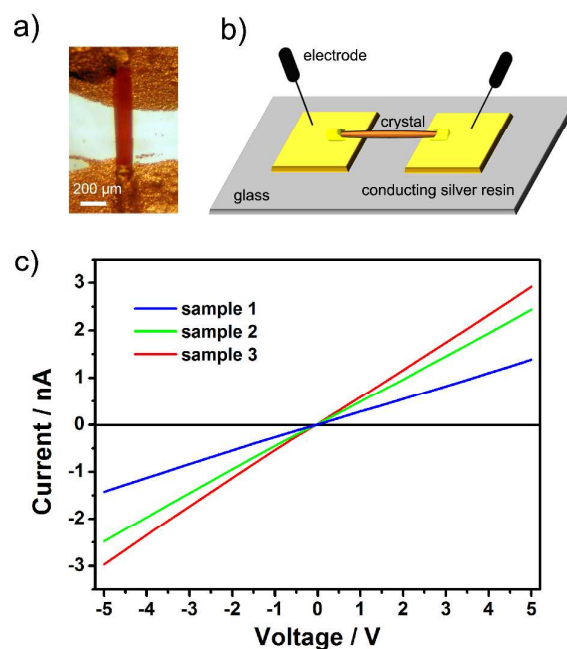 a)
200 μm
b)
electrode
crystal
glass
conducting silver resin
c)
sample 1
sample 2
sample 3
Current / nA
3
2
1
0
-1
-2
-3
-5 -4 -3 -2 -1 0 1 2 3 4 5
Voltage / V